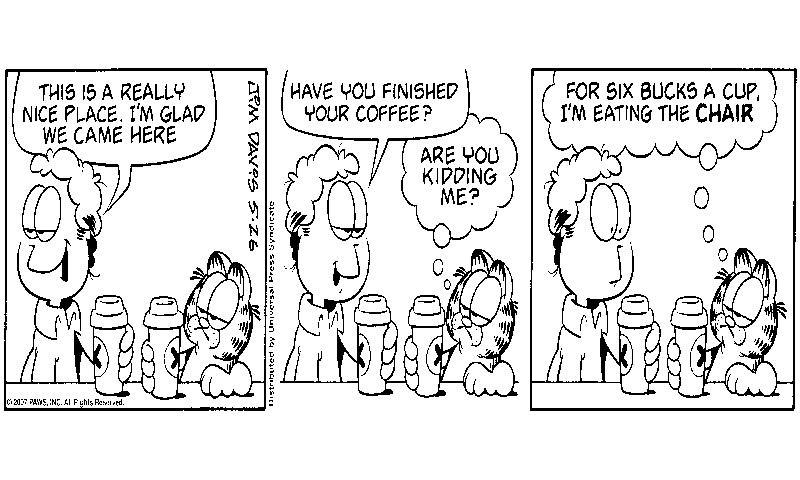 THIS IS A REALLY
NICE PLACE. I'M GLAD
WE CAME HERE
© 2007 PAWS, INC. All Rights Reserved.
JIM DAVIS 5-26
Distributed by Universal Press Syndicate
HAVE YOU FINISHED
YOUR COFFEE?
ARE YOU
KIDDING
ME?
FOR SIX BUCKS A CUP,
I'M EATING THE CHAIR